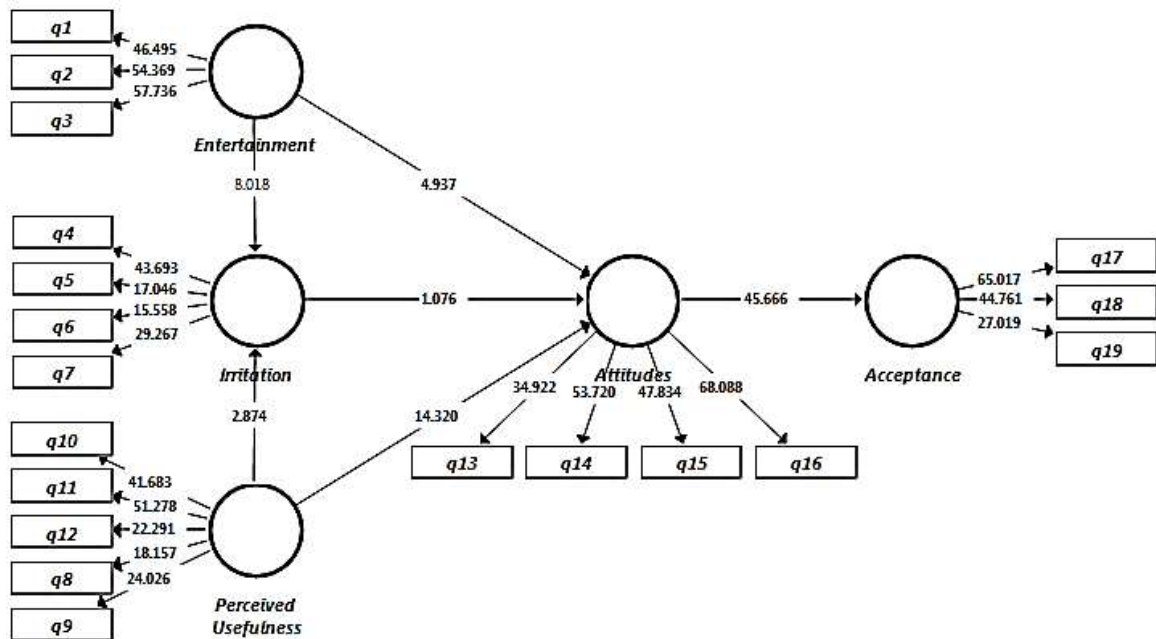 q1
46.495
q2
54.369
57.736
q3
Entertainment
8.018
4.937
q4
43.693
q5
17.046
q6
15.558
29.267
q7
Irritation
1.076
Attitudes
45.666
Acceptance
65.017
q17
44.761
q18
27.019
q19
2.874
14.320
34.922
53.720
47.834
68.088
q13
q14
q15
q16
q10
41.683
q11
51.278
q12
22.291
18.157
q8
24.026
q9
Perceived
Usefulness